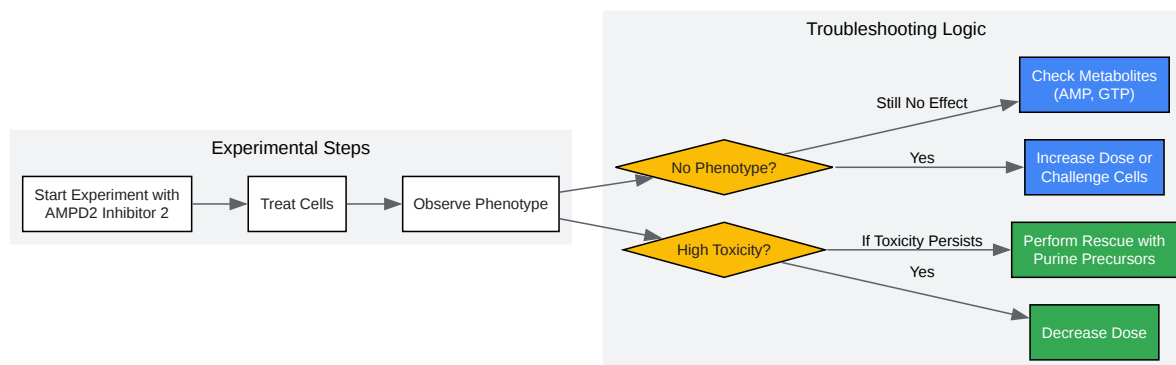 Experimental Steps
Start Experiment with
AMPD2 Inhibitor 2
Treat Cells
Observe Phenotype
Troubleshooting Logic
No Phenotype?
Still No Effect
Check Metabolites
(AMP, GTP)
Yes
Increase Dose or
Challenge Cells
High Toxicity?
If Toxicity Persists
Perform Rescue with
Purine Precursors
Yes
Decrease Dose